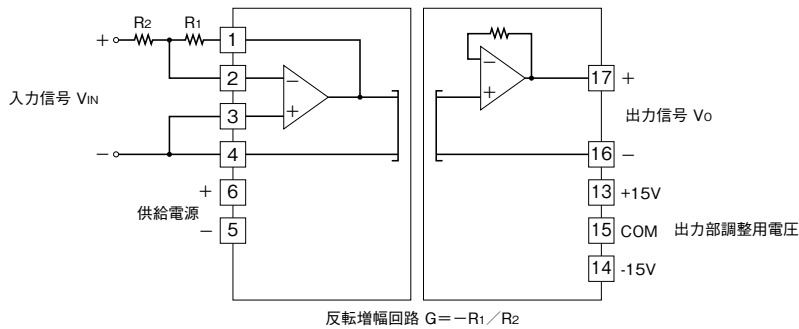 R2 R1
+ 1
2 −
入力信号 VIN
3 +
− 4
+ 6
供給電源
− 5
−
+
17 +
出力信号 VO
16 −
13 +15V
15 COM 出力部調整用電圧
14 -15V
反転増幅回路 G=−R1/R2